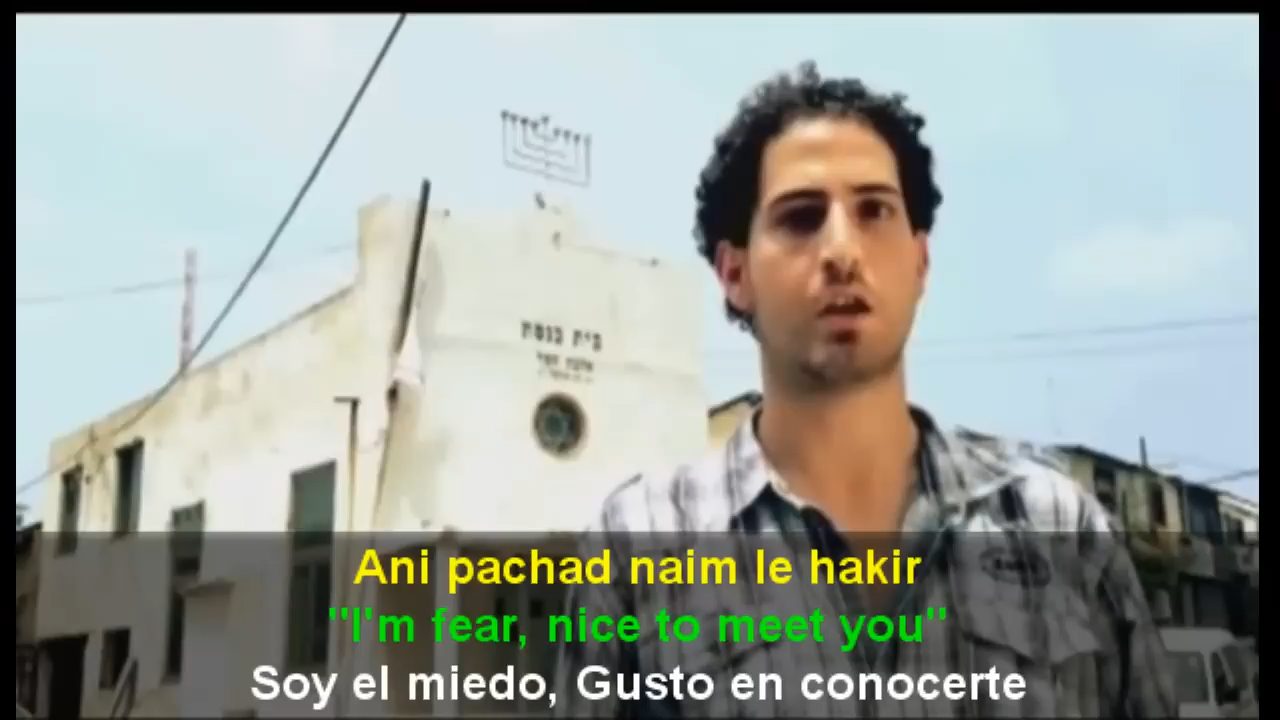 בית כנסת
Ani pachad naim le hakir
"I'm fear, nice to meet you"
Soy el miedo, Gusto en conocerte